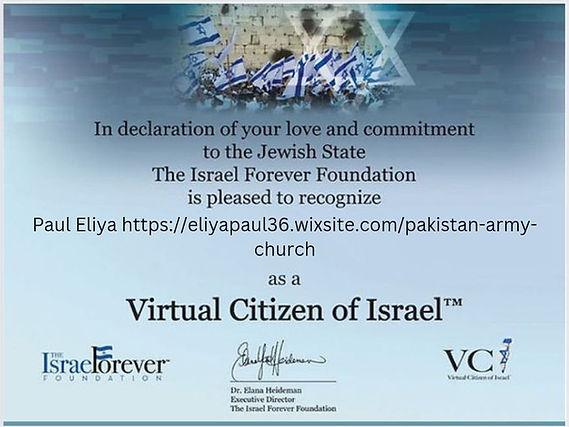 In declaration of your love and commitment
to the Jewish State
The Israel Forever Foundation
is pleased to recognize
Paul Eliya https://eliyapaul36.wixsite.com/pakistan-army-
church
as a
Virtual Citizen of Israel™
THE
Israelforever™
FOUNDATION
Dr. Elana Heideman
Executive Director
The Israel Forever Foundation
VCI
Virtual Citizen of Israel